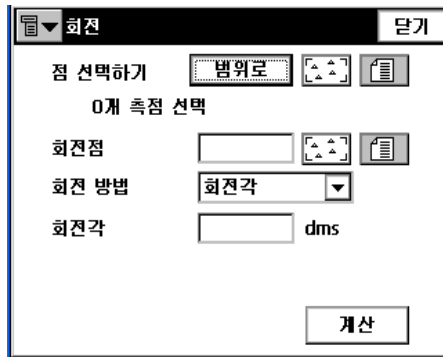 회전 닫기
점 선택하기 범위로
0개 측점 선택
회전점
회전 방법 회전각
회전각 dms
계산